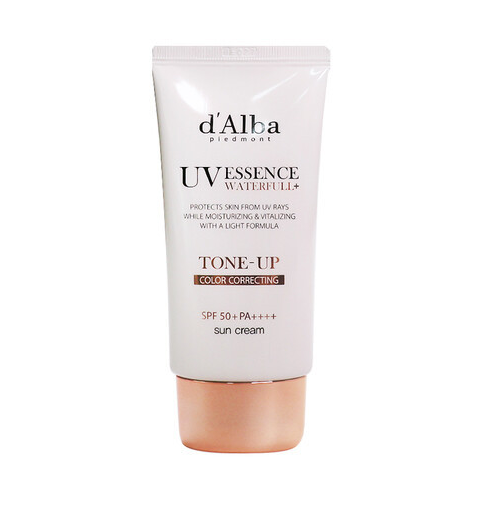 d'Alba
piedmont
UV ESSENCE
WATERFULL+
PROTECTS SKIN FROM UV RAYS
WHILE MOISTURIZING & VITALIZING
WITH A LIGHT FORMULA
TONE-UP
COLOR CORRECTING
SPF 50+PA++++
sun cream